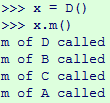 >>> x = D()
>>> x.m()
m of D called
m of B called
m of C called
m of A called